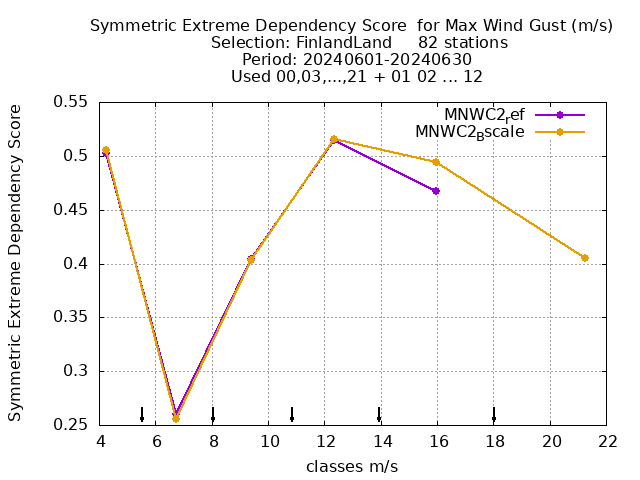 Symmetric Extreme Dependency Score for Max Wind Gust (m/s)
Selection: FinlandLand 82 stations
Period: 20240601-20240630
Used 00,03,...,21 + 01 02 ... 12
Symmetric Extreme Dependency Score
0.55
0.5
0.45
0.4
0.35
0.3
0.25
MNWC2ref
MNWC2Bscale
4 6 8 10 12 14 16 18 20 22
classes m/s